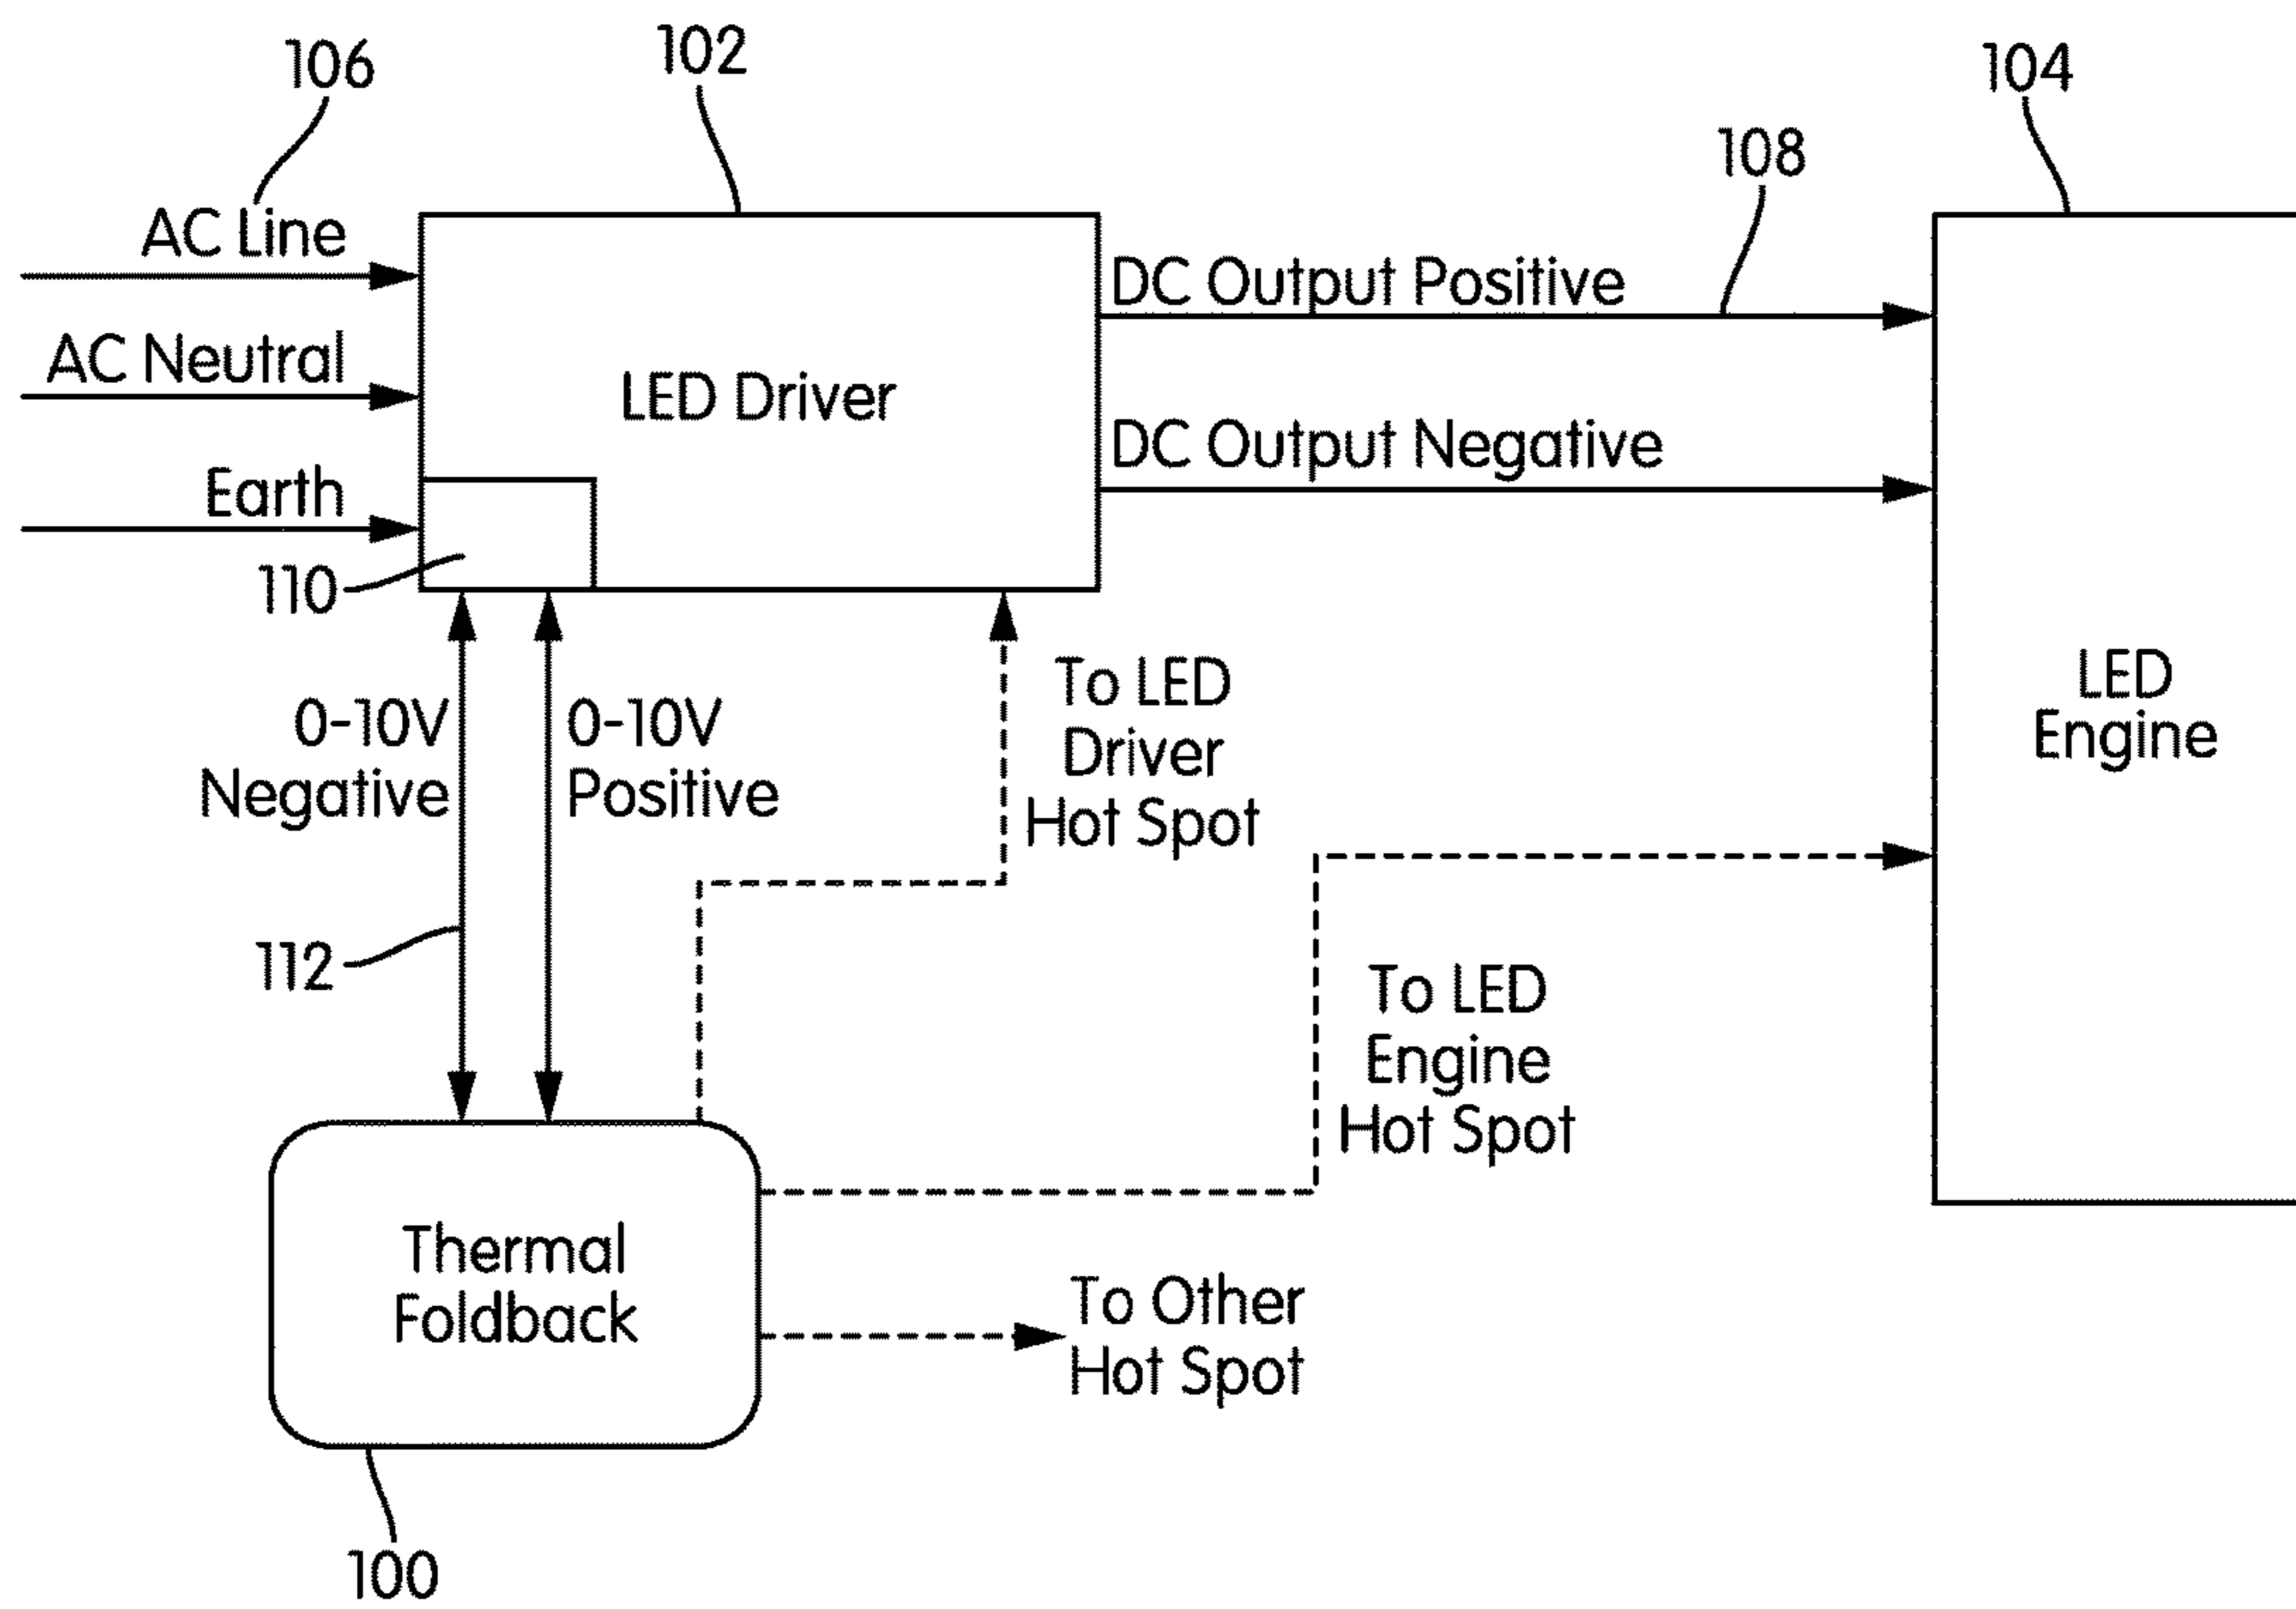 106
102
104
108
AC Line
DC Output Positive
AC Neutral
LED Driver
DC Output Negative
Earth
110
To LED
Driver
Hot Spot
LED
Engine
0-10V
Negative
0-10V
Positive
112
To LED
Engine
Hot Spot
Thermal
Foldback
To Other
Hot Spot
100